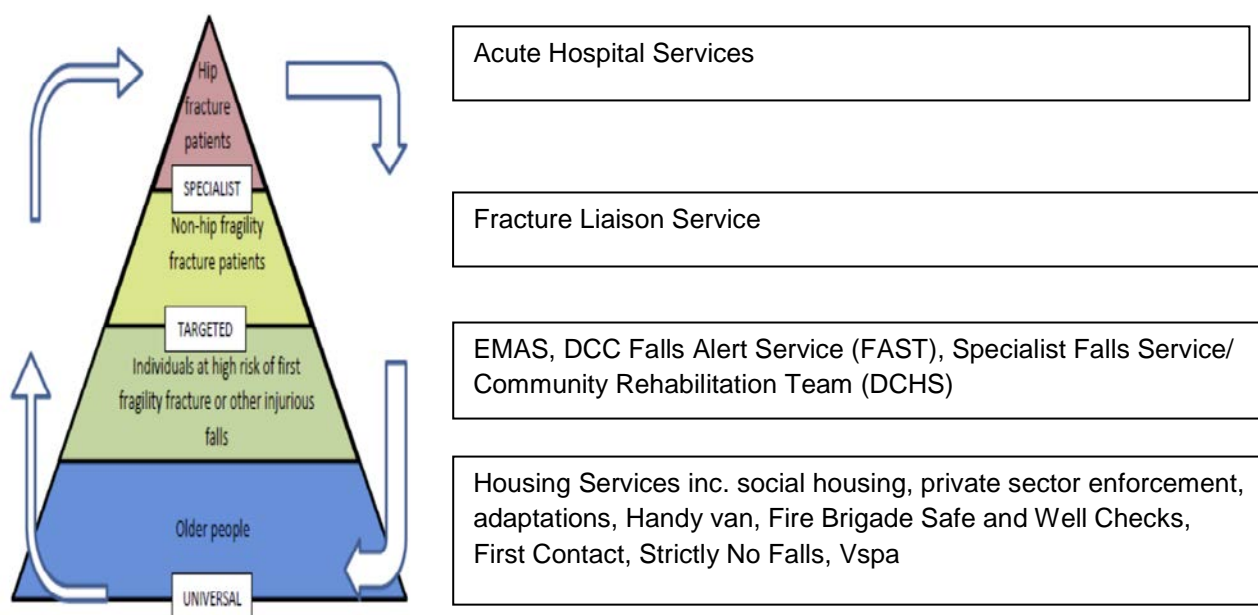 Hip
fracture
patients
SPECIALIST
Acute Hospital Services
Non-hip fragility
fracture patients
TARGETED
Fracture Liaison Service
Individuals at high risk of first
fragility fracture or other injurious
falls
EMAS, DCC Falls Alert Service (FAST), Specialist Falls Service/
Community Rehabilitation Team (DCHS)
Older people
UNIVERSAL
Housing Services inc. social housing, private sector enforcement,
adaptations, Handy van, Fire Brigade Safe and Well Checks,
First Contact, Strictly No Falls, Vspa